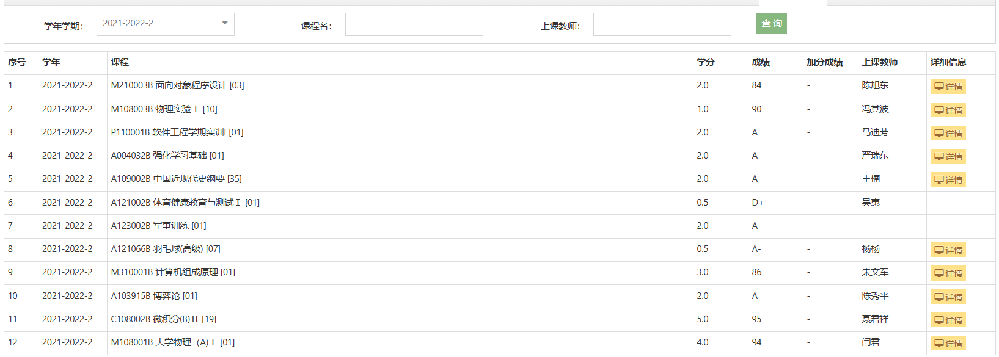 学年学期： 2021-2022-2 课程名： 上课教师： 查 询
序号 学年 课程 学分 成绩 加分成绩 上课教师 详细信息
1 2021-2022-2 M210003B 面向对象程序设计 [03] 2.0 84 - 陈旭东 详情
2 2021-2022-2 M108003B 物理实验Ⅰ [10] 1.0 90 - 冯其波 详情
3 2021-2022-2 P110001B 软件工程学期实训I [01] 2.0 A - 马迪芳 详情
4 2021-2022-2 A004032B 强化学习基础 [01] 2.0 A - 严瑞东 详情
5 2021-2022-2 A109002B 中国近现代史纲要 [35] 2.0 A- - 王楠 详情
6 2021-2022-2 A121002B 体育健康教育与测试Ⅰ [01] 0.5 D+ - 吴惠
7 2021-2022-2 A123002B 军事训练 [01] 2.0 A- - -
8 2021-2022-2 A121066B 羽毛球(高级) [07] 0.5 A- - 杨杨 详情
9 2021-2022-2 M310001B 计算机组成原理 [01] 3.0 86 - 朱文军 详情
10 2021-2022-2 A103915B 博弈论 [01] 2.0 A - 陈秀平 详情
11 2021-2022-2 C108002B 微积分(B)Ⅱ [19] 5.0 95 - 聂君祥 详情
12 2021-2022-2 M108001B 大学物理（A)Ⅰ [01] 4.0 94 - 闫君 详情